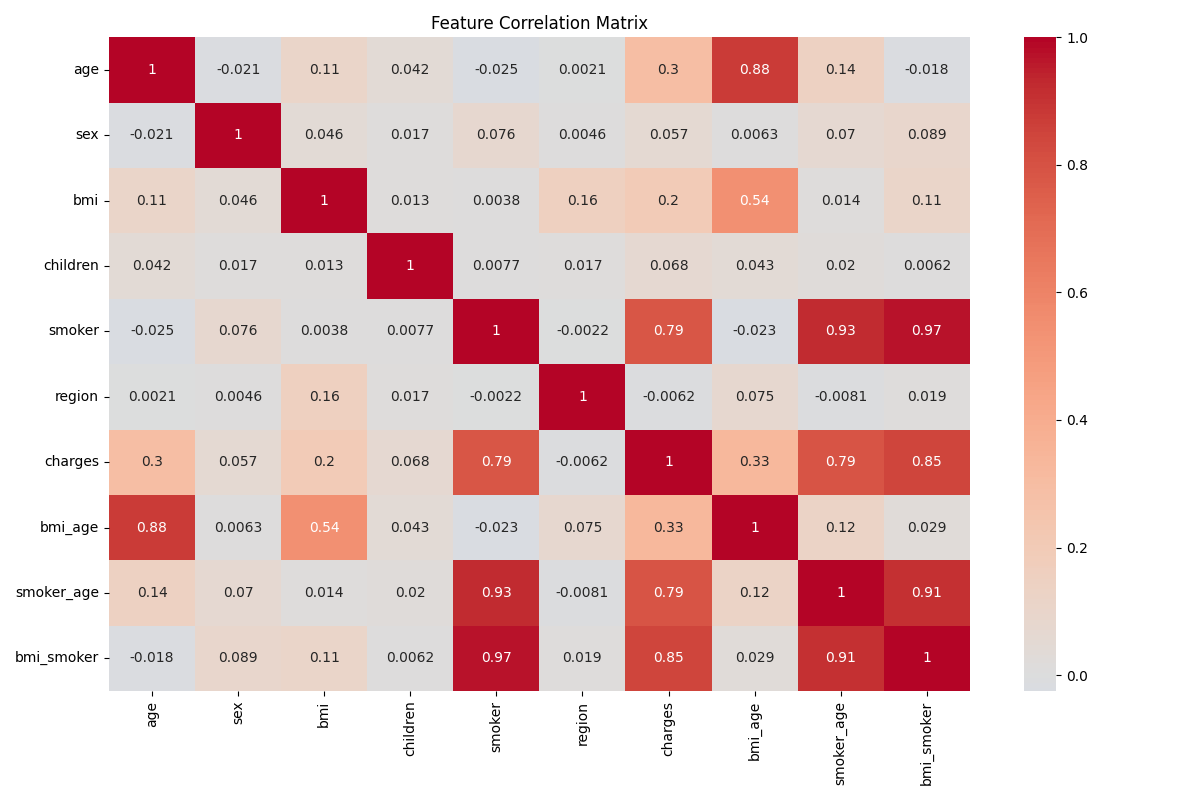 Feature Correlation Matrix
age 1 -0.021 0.11 0.042 -0.025 0.0021 0.3 0.88 0.14 -0.018
sex -0.021 1 0.046 0.017 0.076 0.0046 0.057 0.0063 0.07 0.089
bmi 0.11 0.046 1 0.013 0.0038 0.16 0.2 0.54 0.014 0.11
children 0.042 0.017 0.013 1 0.0077 0.017 0.068 0.043 0.02 0.0062
smoker -0.025 0.076 0.0038 0.0077 1 -0.0022 0.79 -0.023 0.93 0.97
region 0.0021 0.0046 0.16 0.017 -0.0022 1 -0.0062 0.075 -0.0081 0.019
charges 0.3 0.057 0.2 0.068 0.79 -0.0062 1 0.33 0.79 0.85
bmi_age 0.88 0.0063 0.54 0.043 -0.023 0.075 0.33 1 0.12 0.029
smoker_age 0.14 0.07 0.014 0.02 0.93 -0.0081 0.79 0.12 1 0.91
bmi_smoker -0.018 0.089 0.11 0.0062 0.97 0.019 0.85 0.029 0.91 1
age sex bmi children smoker region charges bmi_age smoker_age bmi_smoker
1.0
0.8
0.6
0.4
0.2
0.0